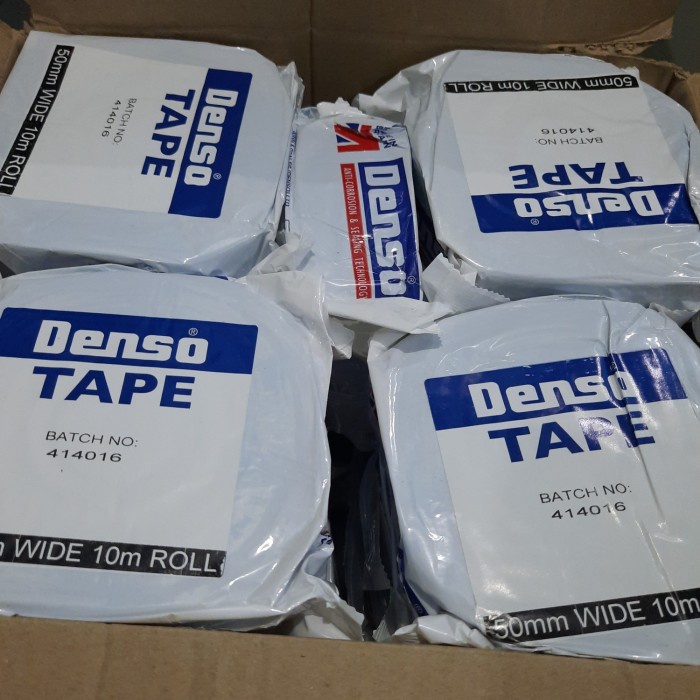 Denso®
TAPE
BATCH NO:
414016
50mm WIDE 10m ROLL
Denso
ANTI-CORROSION & SEALING TECHNOLOGY
Denso®
TAPE
BATCH NO:
414016
50mm WIDE 10m ROLL
Denso®
TAPE
BATCH NO:
414016
WIDE 10m ROLL
Denso
TAPE
BATCH NO:
414016
50mm WIDE 10m